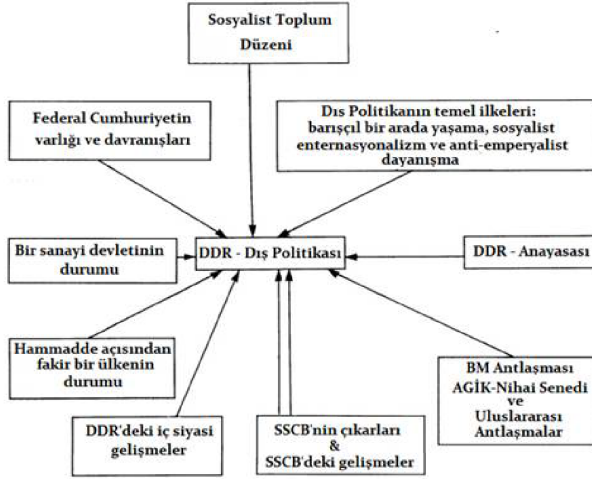 Sosyalist Toplum
Düzeni
Federal Cumhuriyetin
varlığı ve davranışları
Dıs Politikanın temel ilkeleri:
barışçıl bir arada yaşama, sosyalist
enternasyonalizm ve anti-emperyalist
dayanışma
Bir sanayi devletinin
durumu
DDR - Dış Politikası
DDR - Anayasası
Hammadde açısından
fakir bir ülkenin
durumu
BM Antlaşması
AGİK-Nihai Senedi
ve
Uluslararası
Antlaşmalar
DDR'deki iç siyasi
gelişmeler
SSCB'nin çıkarları
&
SSCB'deki gelişmeler